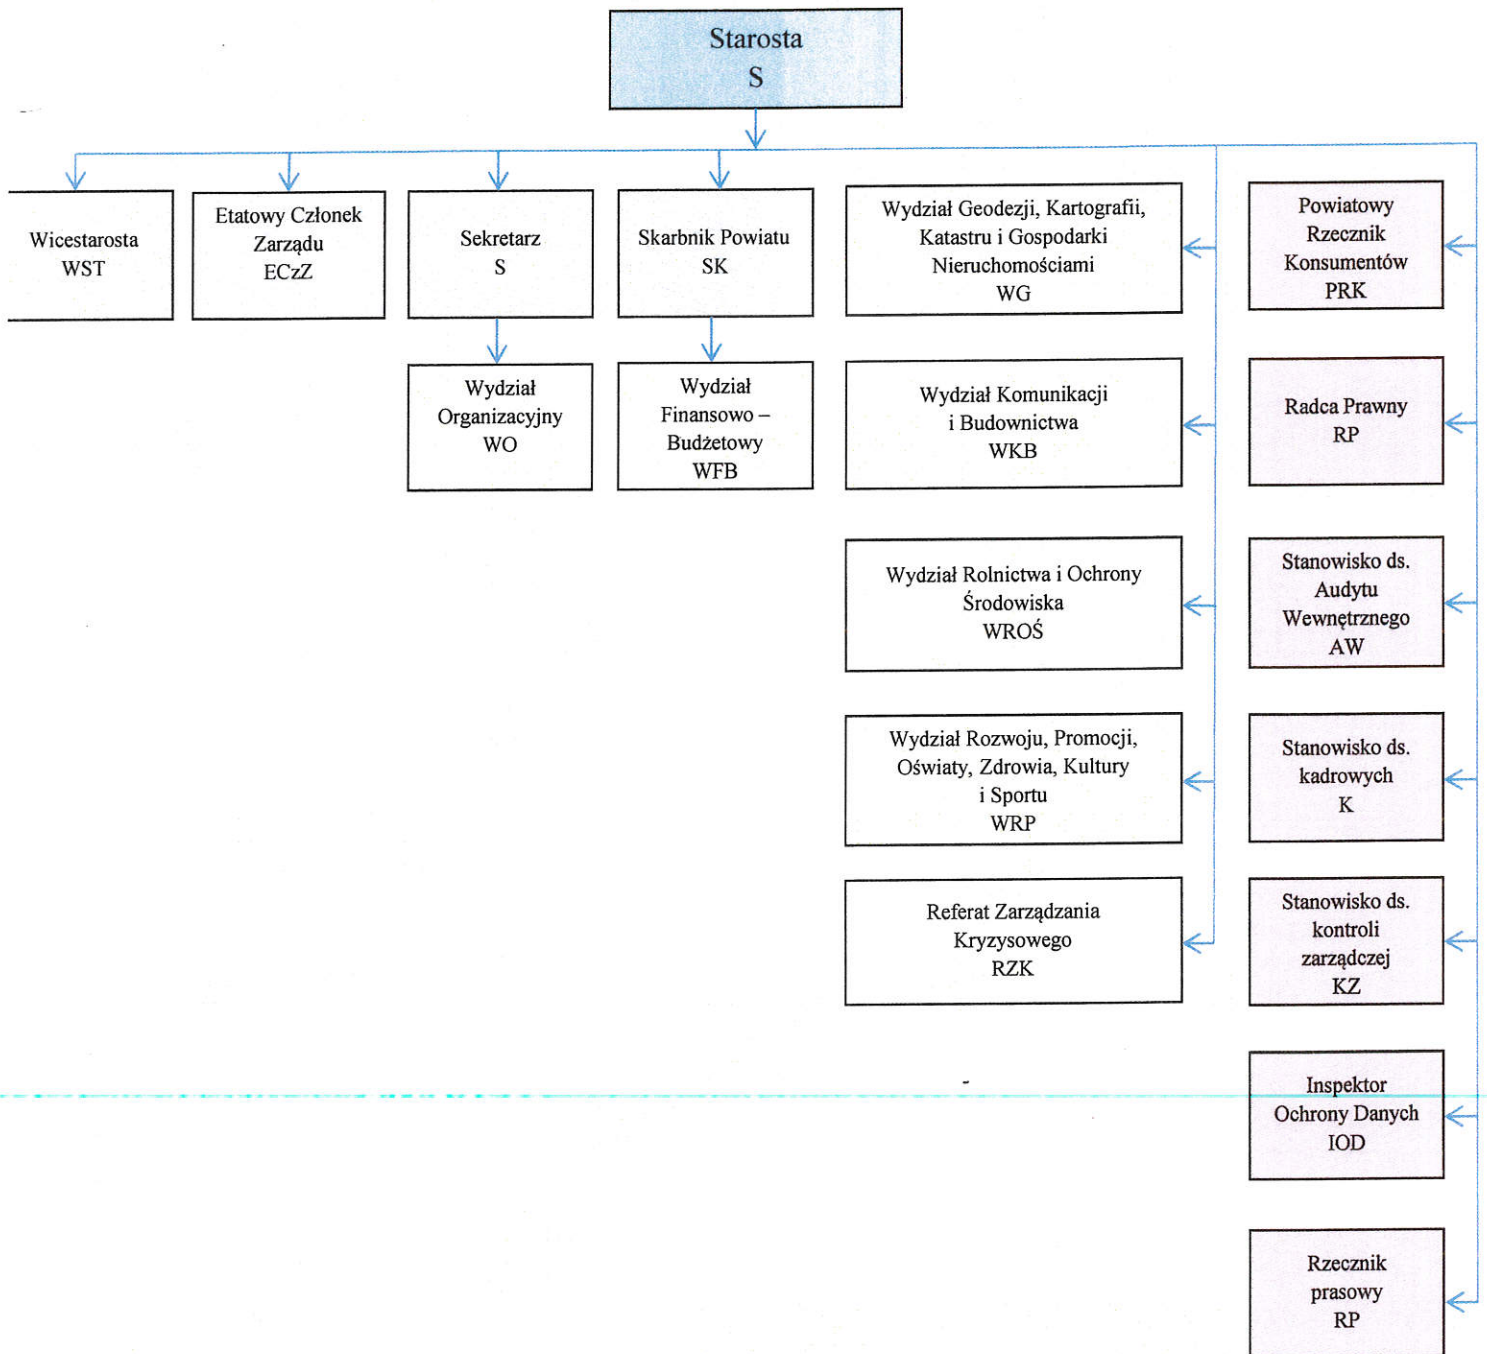 Starosta
S
Wicestarosta
WST
Etatowy Członek
Zarządu
ECzZ
Sekretarz
S
Skarbnik Powiatu
SK
Wydział Geodezji, Kartografii,
Katastru i Gospodarki
Nieruchomościami
WG
Powiatowy
Rzecznik
Konsumentów
PRK
Wydział
Organizacyjny
WO
Wydział
Finansowo –
Budżetowy
WFB
Wydział Komunikacji
i Budownictwa
WKB
Radca Prawny
RP
Wydział Rolnictwa i Ochrony
Środowiska
WROŚ
Stanowisko ds.
Audytu
Wewnętrznego
AW
Wydział Rozwoju, Promocji,
Oświaty, Zdrowia, Kultury
i Sportu
WRP
Stanowisko ds.
kadrowych
K
Referat Zarządzania
Kryzysowego
RZK
Stanowisko ds.
kontroli
zarządczej
KZ
Inspektor
Ochrony Danych
IOD
Rzecznik
prasowy
RP